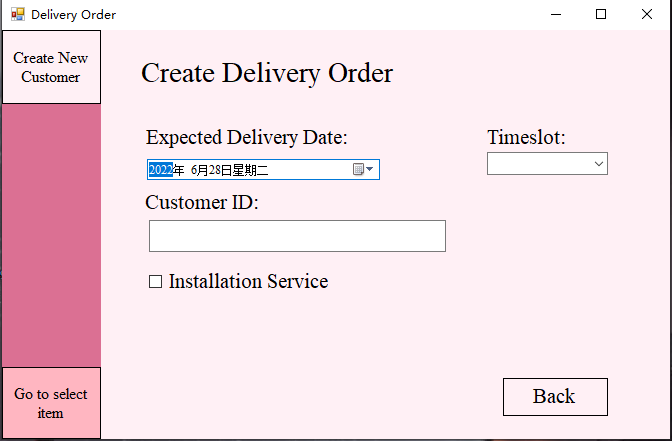 Delivery Order
Create New
Customer
Create Delivery Order
Expected Delivery Date:
Timeslot:
2022年 6月28日星期二
Customer ID:
Installation Service
Go to select
item
Back